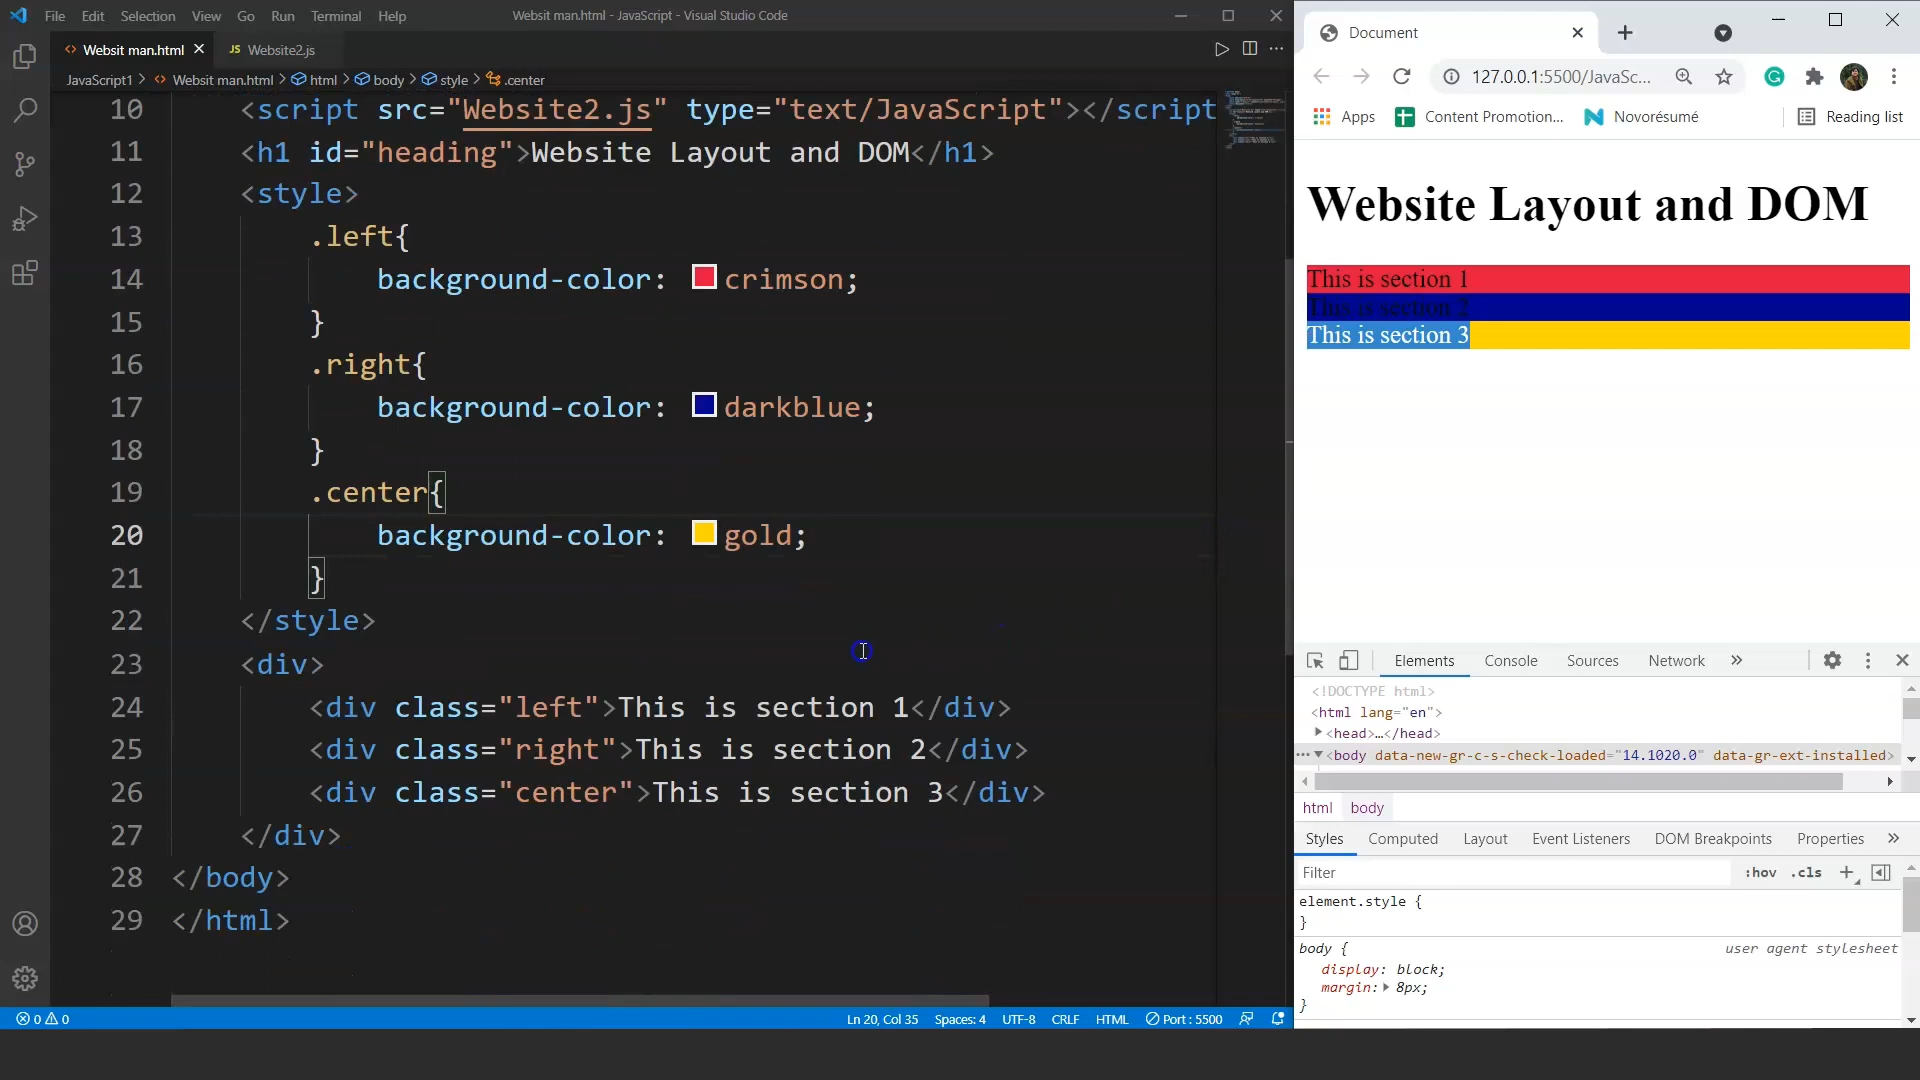 File Edit Selection View Go Run Terminal Help
Websit man.html - JavaScript - Visual Studio Code
Websit man.html
JS Website2.js
JavaScript1 > Websit man.html > html > body > style > .center
10 <script src="Website2.js" type="text/JavaScript"></script
11 <h1 id="heading">Website Layout and DOM</h1>
12 <style>
13 .left{
14 background-color: crimson;
15 }
16 .right{
17 background-color: darkblue;
18 }
19 .center{
20 background-color: gold;
21 }
22 </style>
23 <div>
24 <div class="left">This is section 1</div>
25 <div class="right">This is section 2</div>
26 <div class="center">This is section 3</div>
27 </div>
28 </body>
29 </html>
0 0
Ln 20, Col 35 Spaces: 4 UTF-8 CRLF HTML Port : 5500
Document
127.0.0.1:5500/JavaSc...
Apps Content Promotion... Novorésumé Reading list
Website Layout and DOM
This is section 1
This is section 2
This is section 3
Elements Console Sources Network »
<!DOCTYPE html>
<html lang="en">
<head>…</head>
<body data-new-gr-c-s-check-loaded="14.1020.0" data-gr-ext-installed>
html body
Styles Computed Layout Event Listeners DOM Breakpoints Properties »
Filter :hov .cls +
element.style {
}
body { user agent stylesheet
display: block;
margin: 8px;
}